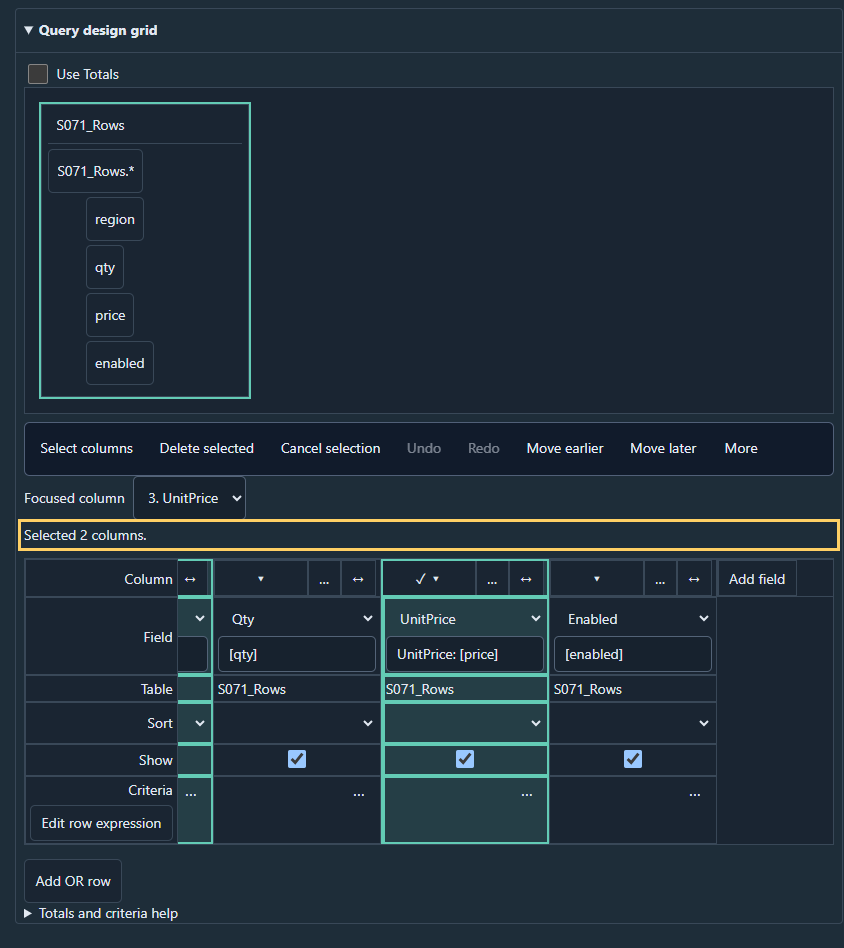 ▼ Query design grid
Use Totals
S071_Rows
S071_Rows.*
region
qty
price
enabled
Select columns Delete selected Cancel selection Undo Redo Move earlier Move later More
Focused column 3. UnitPrice
Selected 2 columns.
Column ↔ ▼ ... ↔ ✓ ▼ ... ↔ ▼ ... ↔ Add field
Field Qty UnitPrice Enabled
[qty] UnitPrice: [price] [enabled]
Table S071_Rows S071_Rows S071_Rows
Sort
Show
Criteria ... ... ... ...
Edit row expression
Add OR row
▶ Totals and criteria help